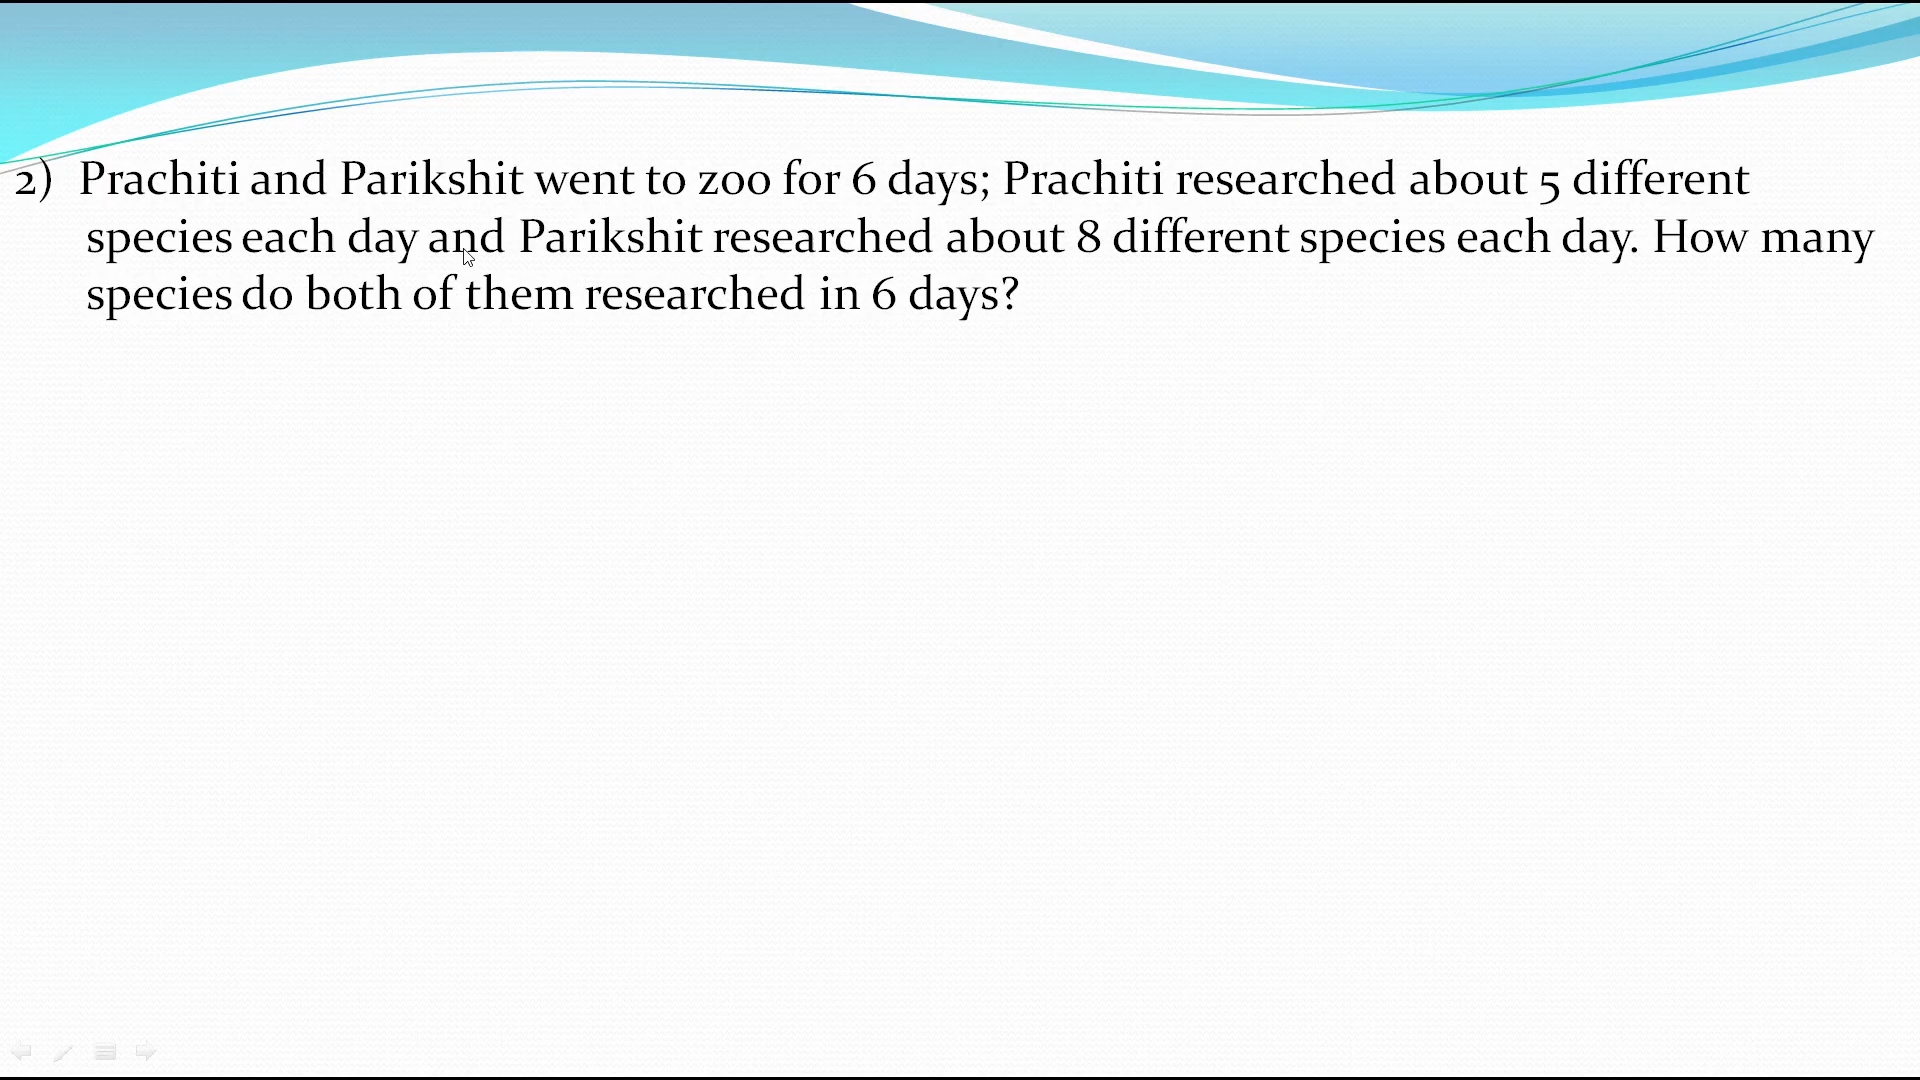 2) Prachiti and Parikshit went to zoo for 6 days; Prachiti researched about 5 different
species each day and Parikshit researched about 8 different species each day. How many
species do both of them researched in 6 days?